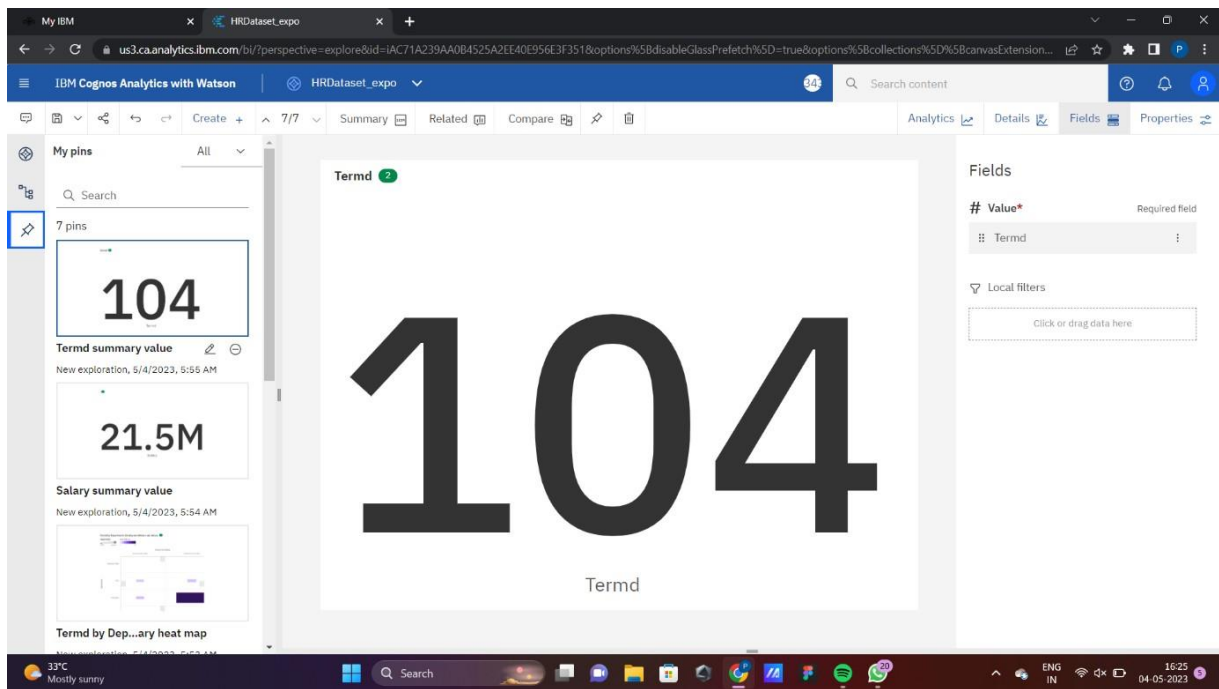 My IBM
HRDataset_expo
us3.ca.analytics.ibm.com/bi/?perspective=explore&id=iAC71A239AA0B4525A2EE40E956E3F351&options%5BdisableGlassPrefetch%5D=true&options%5Bcollections%5D%5BcanvasExtension...
P
IBM Cognos Analytics with Watson
HRDataset_expo
Search content
Create +
7/7
Summary
Related
Compare
Analytics
Details
Fields
Properties
My pins
All
Search
7 pins
104
Termd summary value
New exploration, 5/4/2023, 5:55 AM
21.5M
Salary summary value
New exploration, 5/4/2023, 5:54 AM
Termd by Dep...ary heat map
Termd 2
104
Termd
Fields
# Value*
Required field
Termd
Local filters
Click or drag data here
33°C
Mostly sunny
Search
20
ENG
IN
16:25
04-05-2023
5